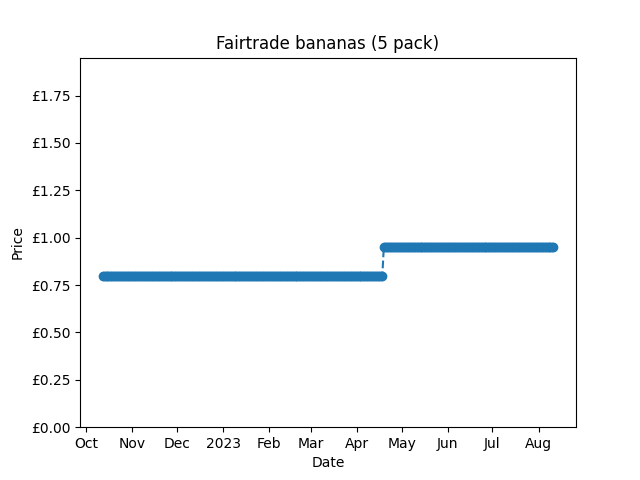 Fairtrade bananas (5 pack)
£1.75
£1.50
£1.25
£1.00
£0.75
£0.50
£0.25
£0.00
Price
Oct Nov Dec 2023 Feb Mar Apr May Jun Jul Aug
Date